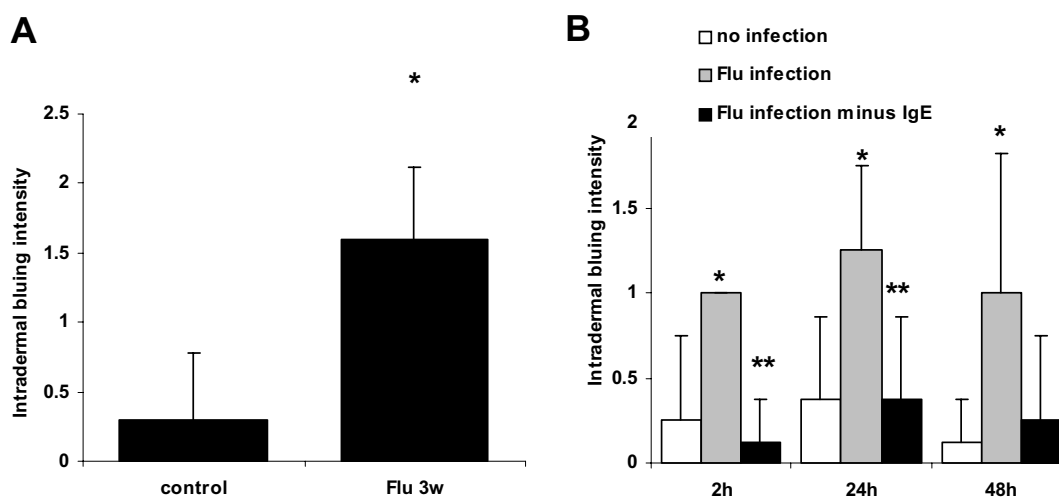 A
*
Intradermal bluing intensity
2.5
2
1.5
1
0.5
0
control Flu 3w
B
no infection
Flu infection
Flu infection minus IgE
Intradermal bluing intensity
2
1.5
1
0.5
0
*
**
*
**
*
2h 24h 48h